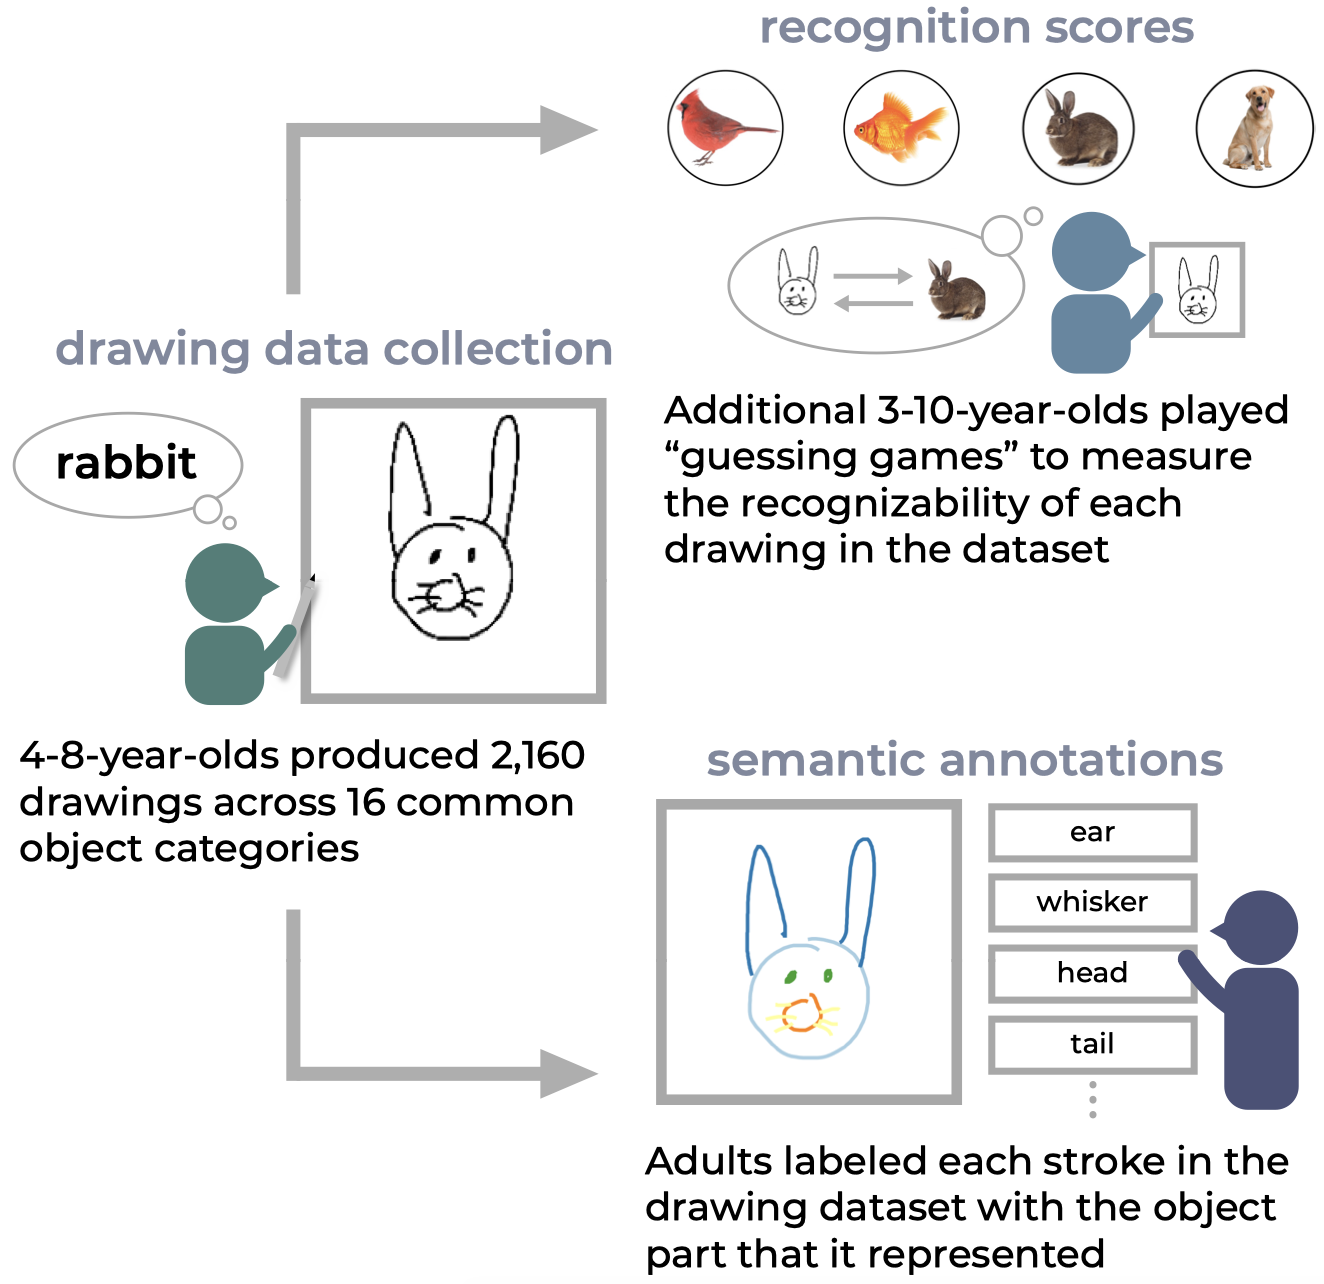 recognition scores
Additional 3-10-year-olds played
“guessing games” to measure
the recognizability of each
drawing in the dataset
drawing data collection
rabbit
4-8-year-olds produced 2,160
drawings across 16 common
object categories
semantic annotations
ear
whisker
head
tail
Adults labeled each stroke in the
drawing dataset with the object
part that it represented